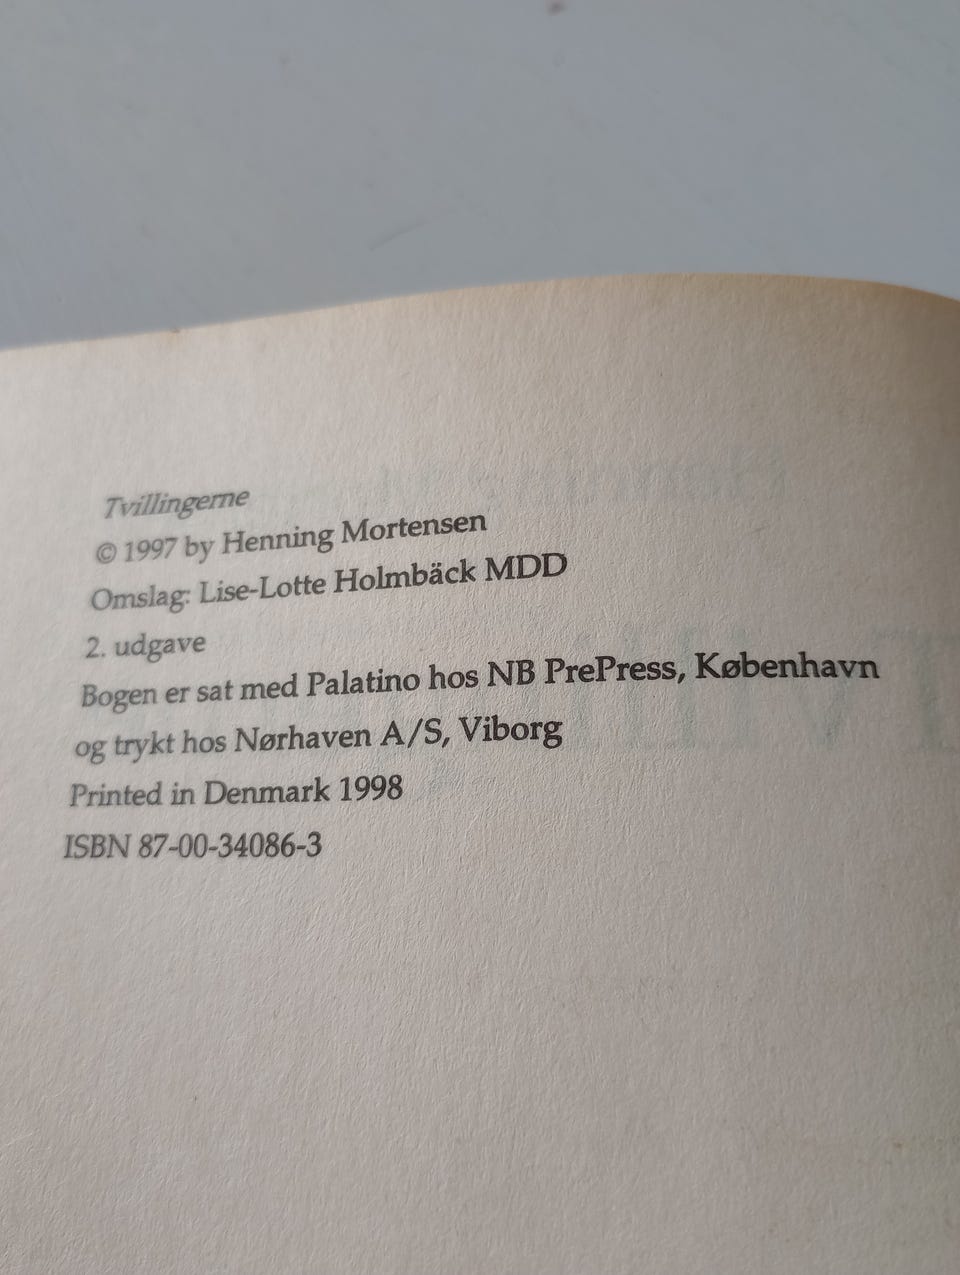 Tvillingerne
© 1997 by Henning Mortensen
Omslag: Lise-Lotte Holmbäck MDD
2. udgave
Bogen er sat med Palatino hos NB PrePress, København
og trykt hos Nørhaven A/S, Viborg
Printed in Denmark 1998
ISBN 87-00-34086-3